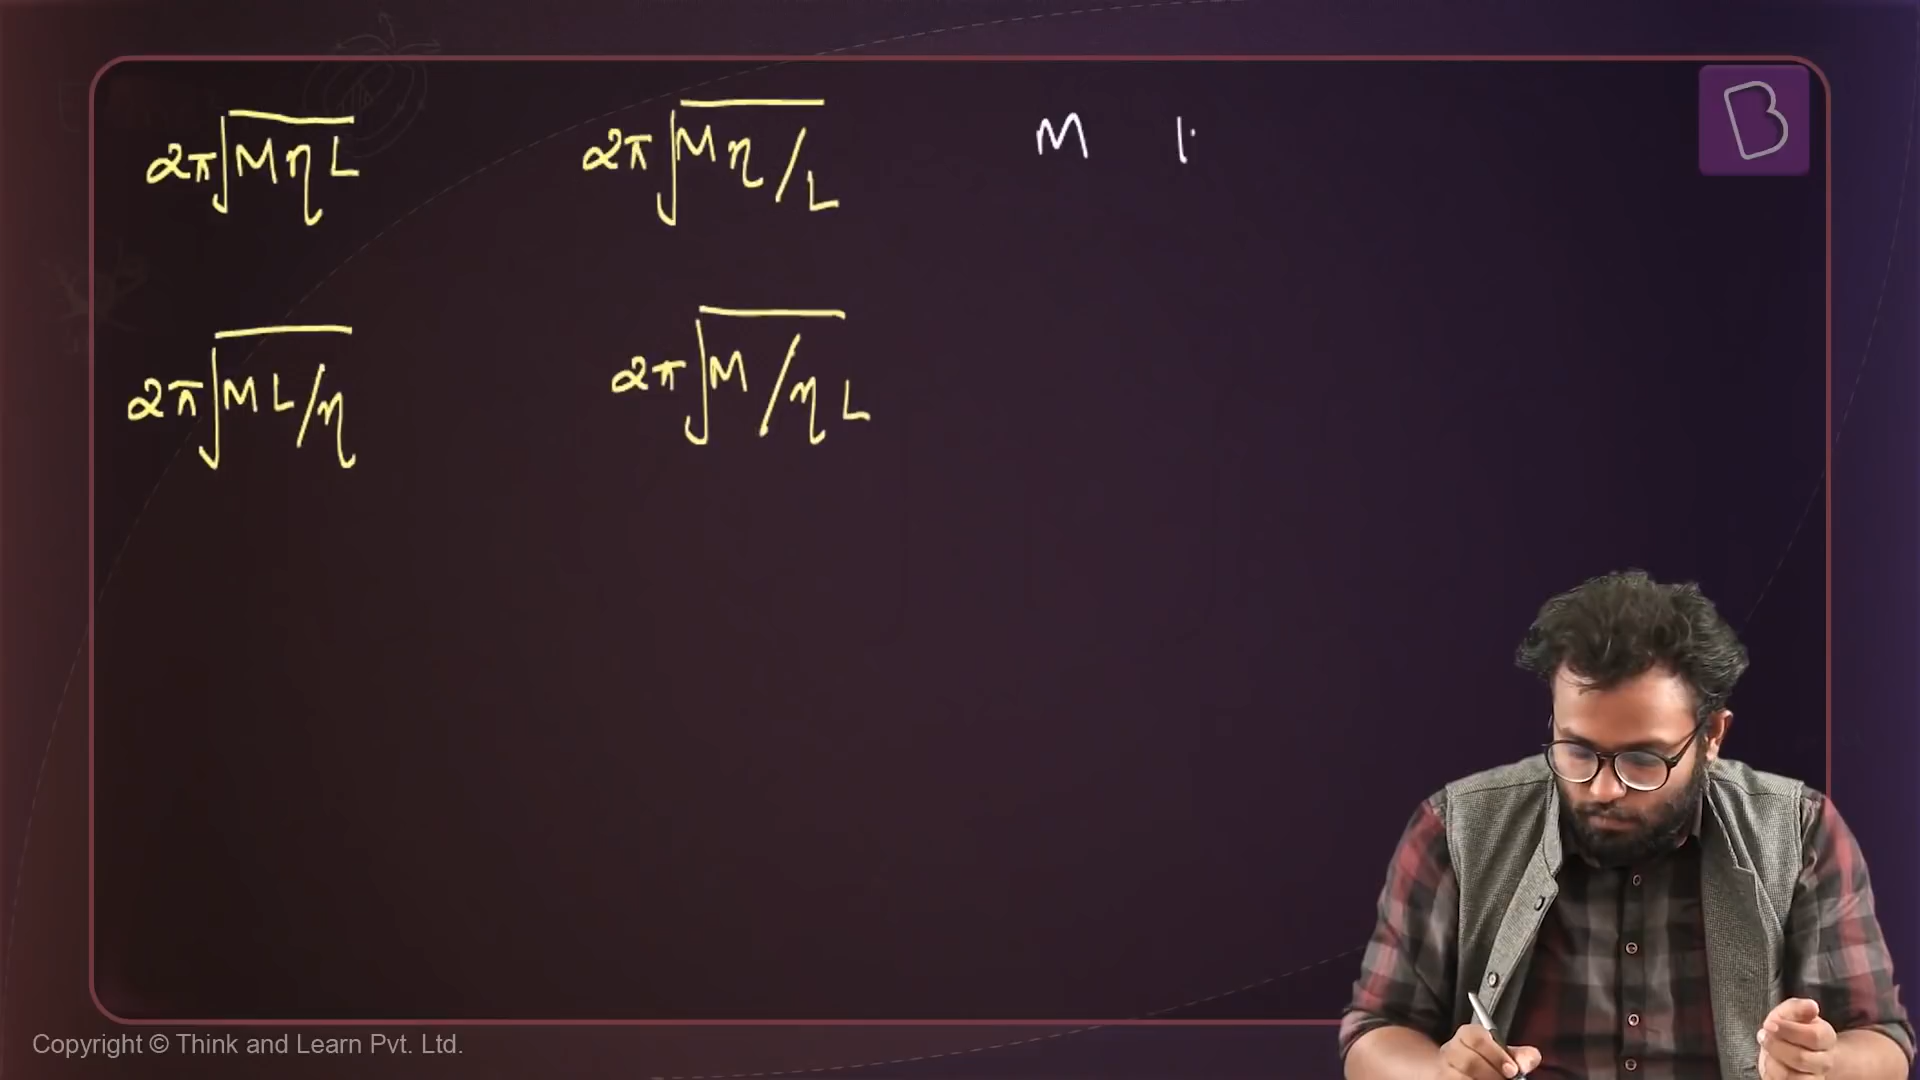 2π√MηL 2π√Mη/L M
2π√ML/η 2π√M/ηL
B
Copyright © Think and Learn Pvt. Ltd.